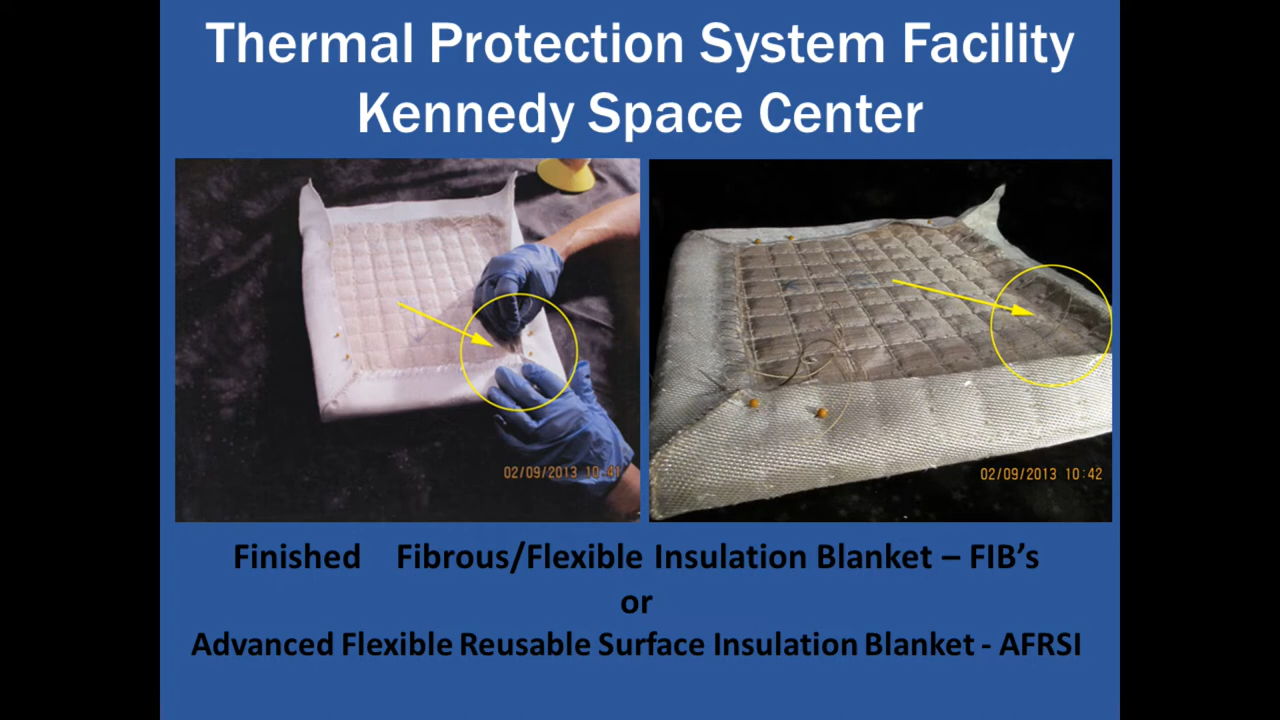 Thermal Protection System Facility
Kennedy Space Center
02/09/2013 10:41
02/09/2013 10:42
Finished Fibrous/Flexible Insulation Blanket – FIB’s
or
Advanced Flexible Reusable Surface Insulation Blanket - AFRSI